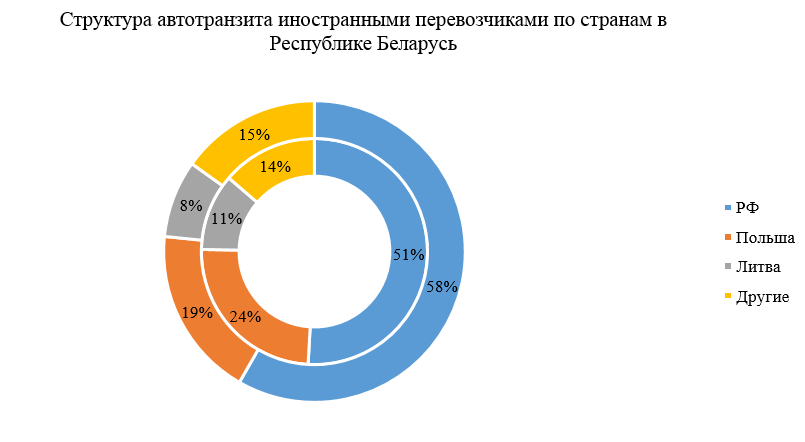 Структура автотранзита иностранными перевозчиками по странам в
Республике Беларусь
15%
14%
8%
11%
51%
58%
19%
24%
РФ
Польша
Литва
Другие